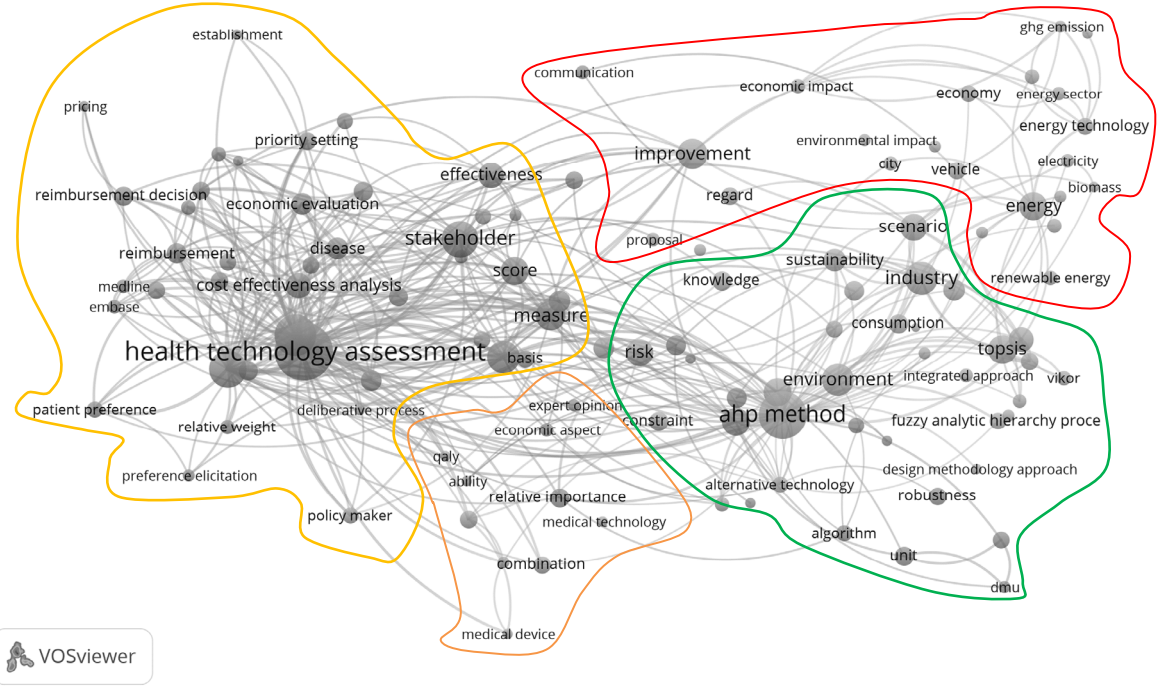 ghg emission
establishment
communication
economic impact
economy
energy sector
pricing
energy technology
priority setting
environmental impact
improvement
electricity
city
vehicle
effectiveness
biomass
reimbursement decision
regard
economic evaluation
energy
scenario
stakeholder
proposal
disease
reimbursement
sustainability
score
industry
renewable energy
knowledge
medline
cost effectiveness analysis
embase
measure
consumption
topsis
health technology assessment
basis
risk
environment
integrated approach
vikor
expert opinion
patient preference
deliberative process
ahp method
constraint
fuzzy analytic hierarchy proce
relative weight
economic aspect
qaly
design methodology approach
preference elicitation
ability
alternative technology
relative importance
robustness
policy maker
medical technology
algorithm
unit
combination
dmu
medical device
VOSviewer